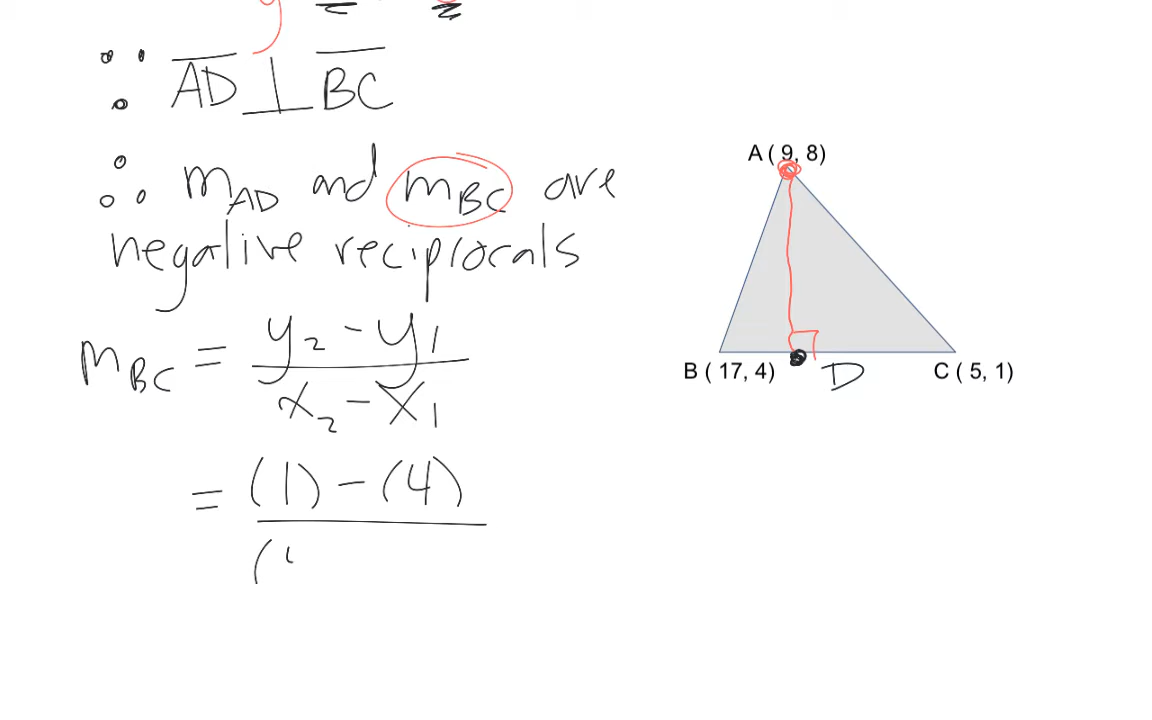 y = 
∵ AD ⊥ BC
∴ mAD and mBC are
negative reciprocals
mBC = y2 - y1
x2 - x1
= (1) - (4)
(
A ( 9, 8)
B ( 17, 4)
D
C ( 5, 1)